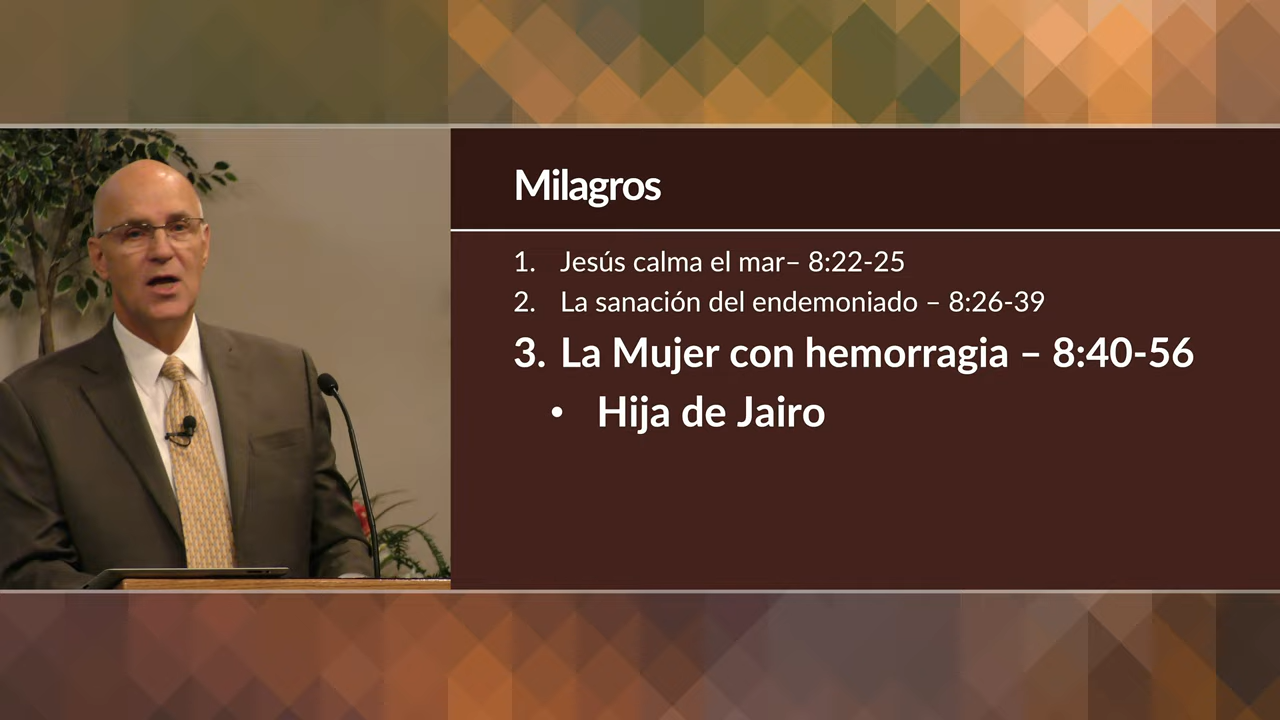 Milagros
1. Jesús calma el mar– 8:22-25
2. La sanación del endemoniado – 8:26-39
3. La Mujer con hemorragia – 8:40-56
• Hija de Jairo